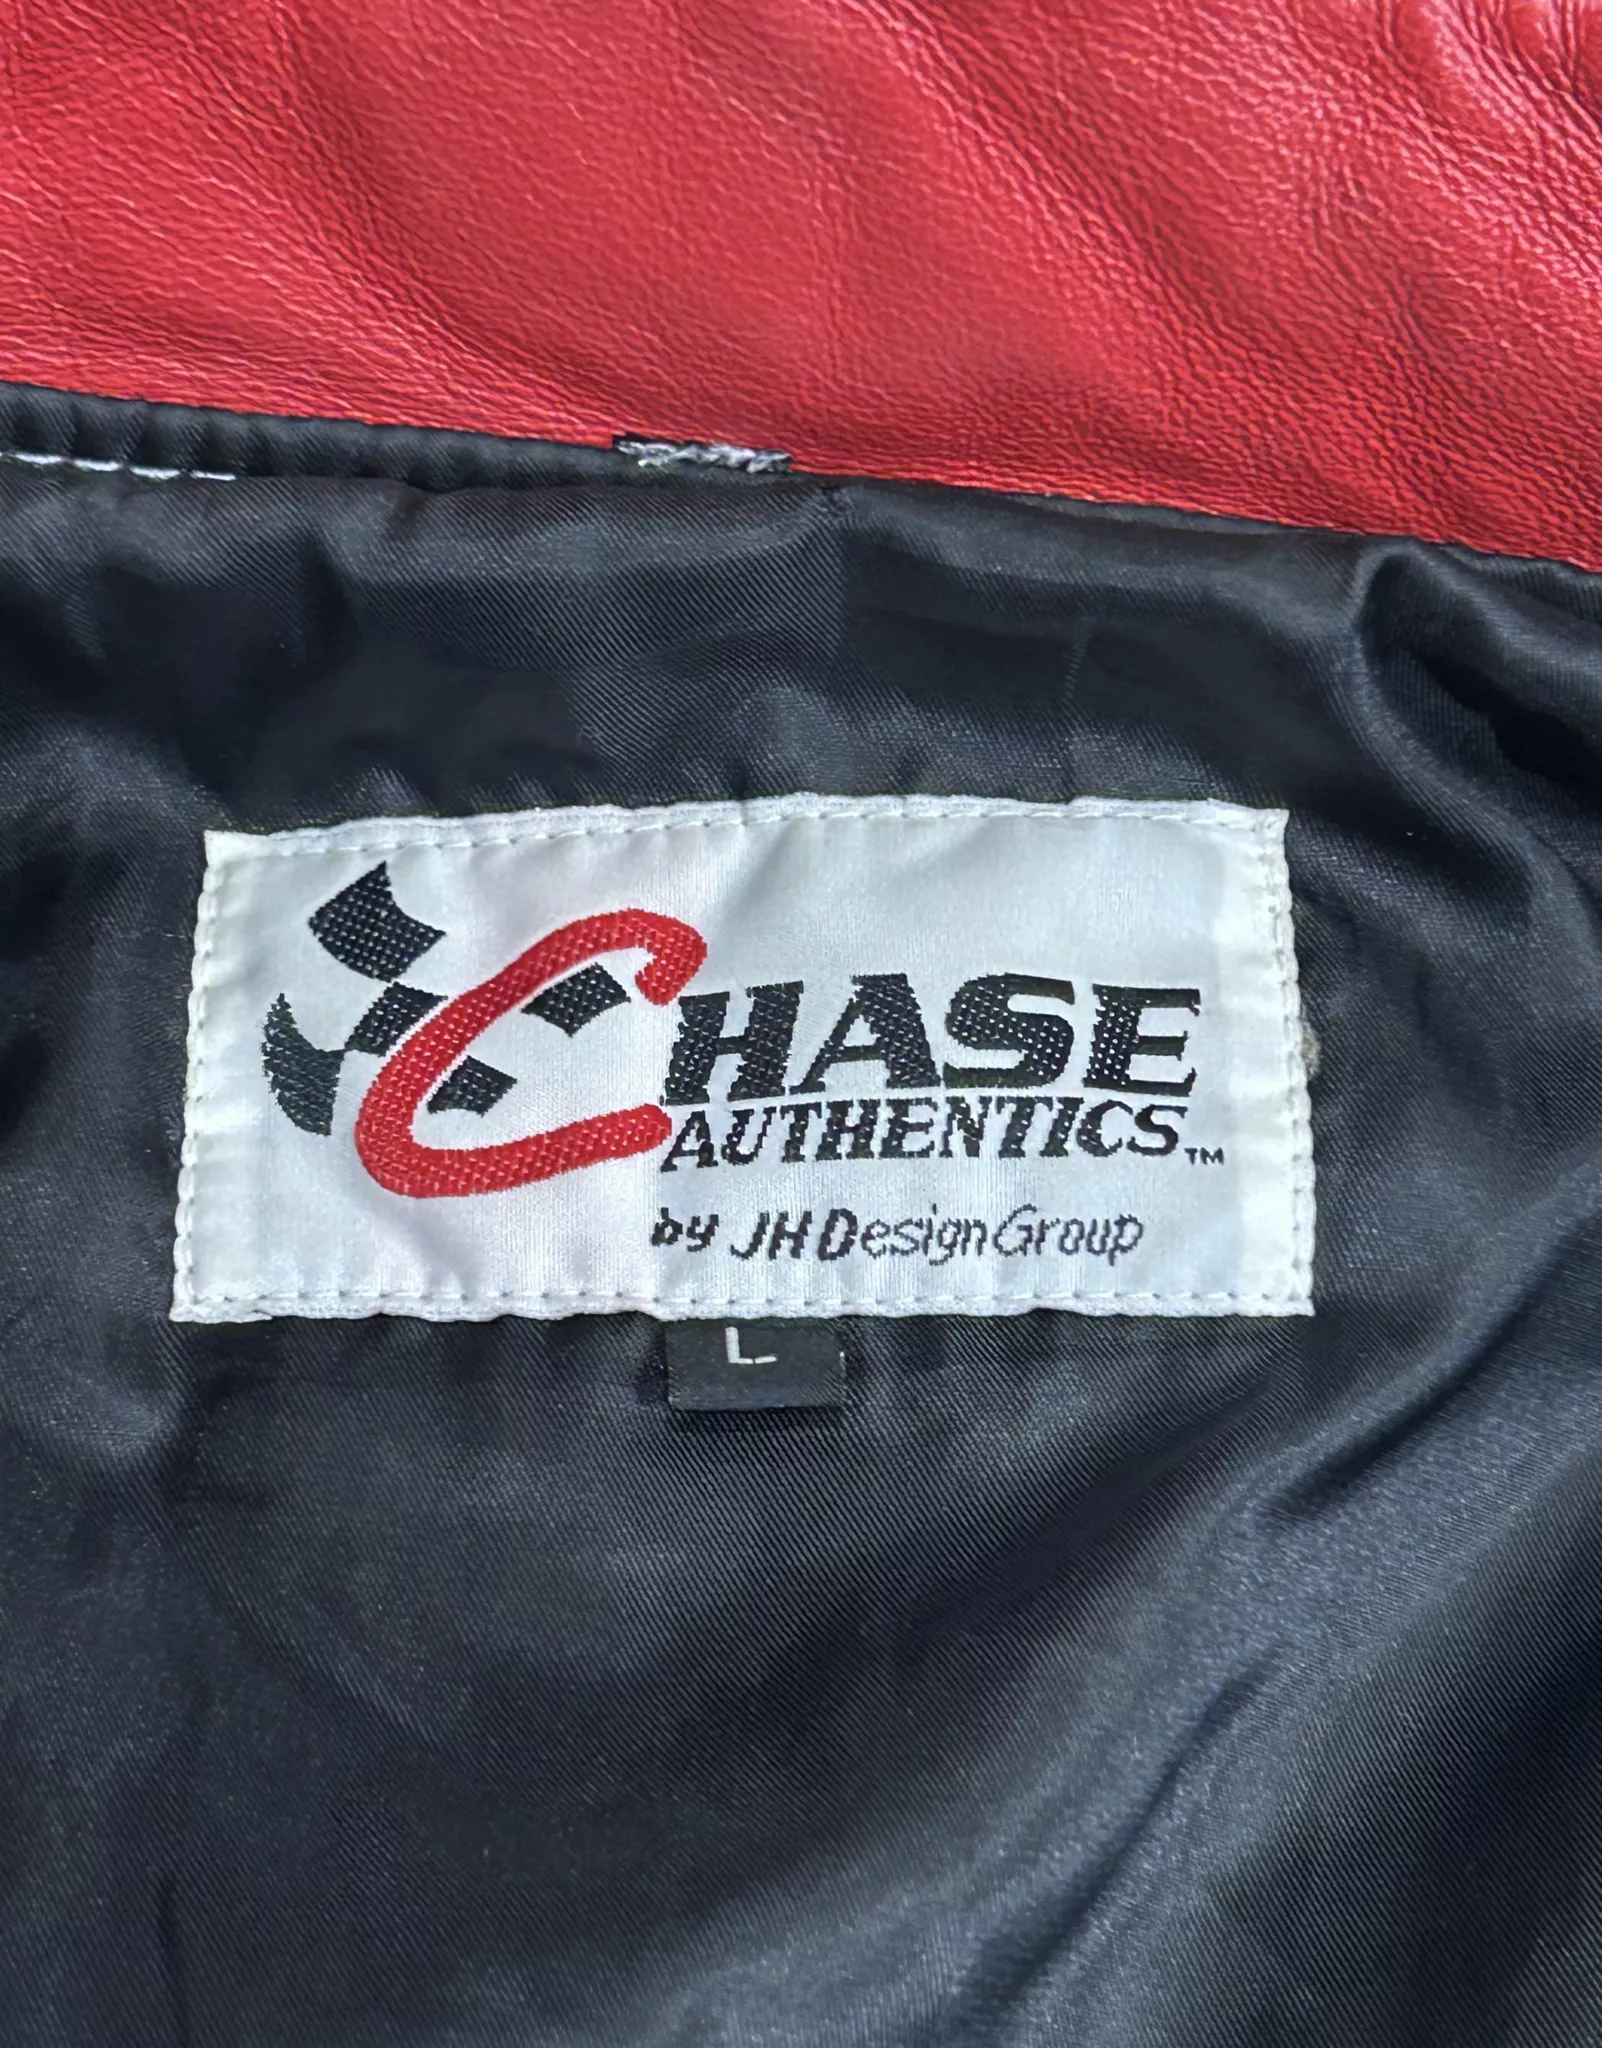 CHASE
AUTHENTICS™
by JH Design Group
L